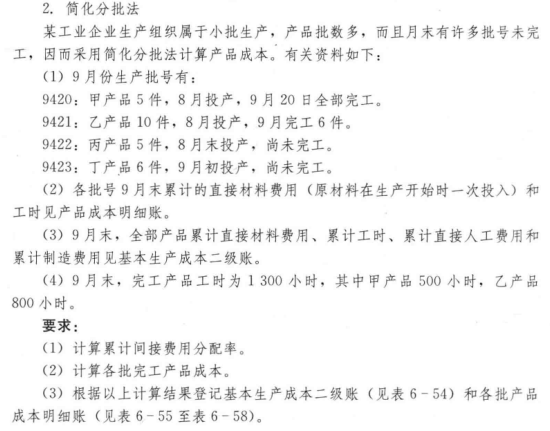 2. 简化分批法
某工业企业生产组织属于小批生产，产品批数多，而且月末有许多批号未完
工，因而采用简化分批法计算产品成本。有关资料如下：
(1) 9 月份生产批号有：
9420：甲产品 5 件，8 月投产，9 月 20 日全部完工。
9421：乙产品 10 件，8 月投产，9 月完工 6 件。
9422：丙产品 5 件，8 月末投产，尚未完工。
9423：丁产品 6 件，9 月初投产，尚未完工。
(2) 各批号 9 月末累计的直接材料费用（原材料在生产开始时一次投入）和
工时见产品成本明细账。
(3) 9 月末，全部产品累计直接材料费用、累计工时、累计直接人工费用和
累计制造费用见基本生产成本二级账。
(4) 9 月末，完工产品工时为 1 300 小时，其中甲产品 500 小时，乙产品
800 小时。
要求：
(1) 计算累计间接费用分配率。
(2) 计算各批完工产品成本。
(3) 根据以上计算结果登记基本生产成本二级账（见表 6-54）和各批产品
成本明细账（见表 6-55 至表 6-58）。